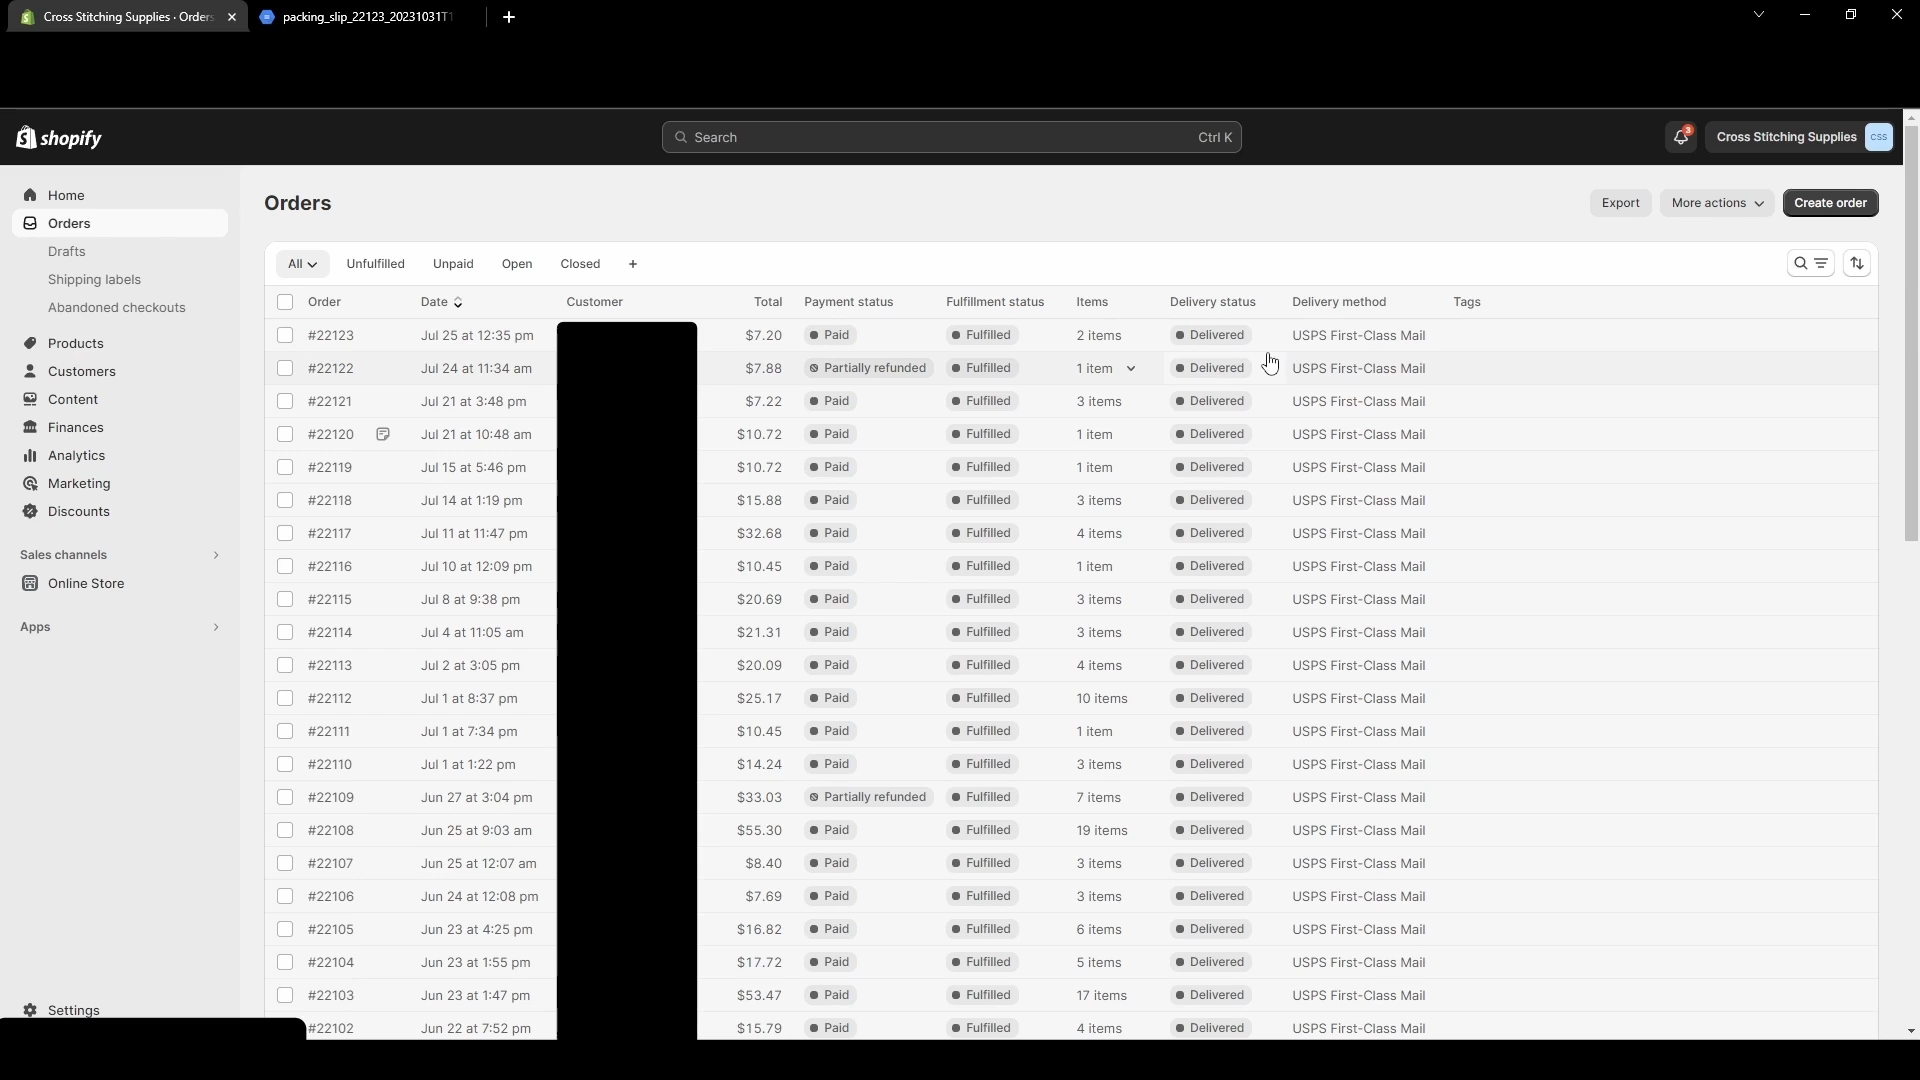 Cross Stitching Supplies · Orders
packing_slip_22123_20231031T1
shopify
Search Ctrl K
3
Cross Stitching Supplies CSS
Home
Orders
Drafts
Shipping labels
Abandoned checkouts
Products
Customers
Content
Finances
Analytics
Marketing
Discounts
Sales channels
Online Store
Apps
Settings
Orders
Export More actions Create order
All Unfulfilled Unpaid Open Closed +
Order Date Customer Total Payment status Fulfillment status Items Delivery status Delivery method Tags
#22123 Jul 25 at 12:35 pm $7.20 Paid Fulfilled 2 items Delivered USPS First-Class Mail
#22122 Jul 24 at 11:34 am $7.88 Partially refunded Fulfilled 1 item Delivered USPS First-Class Mail
#22121 Jul 21 at 3:48 pm $7.22 Paid Fulfilled 3 items Delivered USPS First-Class Mail
#22120 Jul 21 at 10:48 am $10.72 Paid Fulfilled 1 item Delivered USPS First-Class Mail
#22119 Jul 15 at 5:46 pm $10.72 Paid Fulfilled 1 item Delivered USPS First-Class Mail
#22118 Jul 14 at 1:19 pm $15.88 Paid Fulfilled 3 items Delivered USPS First-Class Mail
#22117 Jul 11 at 11:47 pm $32.68 Paid Fulfilled 4 items Delivered USPS First-Class Mail
#22116 Jul 10 at 12:09 pm $10.45 Paid Fulfilled 1 item Delivered USPS First-Class Mail
#22115 Jul 8 at 9:38 pm $20.69 Paid Fulfilled 3 items Delivered USPS First-Class Mail
#22114 Jul 4 at 11:05 am $21.31 Paid Fulfilled 3 items Delivered USPS First-Class Mail
#22113 Jul 2 at 3:05 pm $20.09 Paid Fulfilled 4 items Delivered USPS First-Class Mail
#22112 Jul 1 at 8:37 pm $25.17 Paid Fulfilled 10 items Delivered USPS First-Class Mail
#22111 Jul 1 at 7:34 pm $10.45 Paid Fulfilled 1 item Delivered USPS First-Class Mail
#22110 Jul 1 at 1:22 pm $14.24 Paid Fulfilled 3 items Delivered USPS First-Class Mail
#22109 Jun 27 at 3:04 pm $33.03 Partially refunded Fulfilled 7 items Delivered USPS First-Class Mail
#22108 Jun 25 at 9:03 am $55.30 Paid Fulfilled 19 items Delivered USPS First-Class Mail
#22107 Jun 25 at 12:07 am $8.40 Paid Fulfilled 3 items Delivered USPS First-Class Mail
#22106 Jun 24 at 12:08 pm $7.69 Paid Fulfilled 3 items Delivered USPS First-Class Mail
#22105 Jun 23 at 4:25 pm $16.82 Paid Fulfilled 6 items Delivered USPS First-Class Mail
#22104 Jun 23 at 1:55 pm $17.72 Paid Fulfilled 5 items Delivered USPS First-Class Mail
#22103 Jun 23 at 1:47 pm $53.47 Paid Fulfilled 17 items Delivered USPS First-Class Mail
#22102 Jun 22 at 7:52 pm $15.79 Paid Fulfilled 4 items Delivered USPS First-Class Mail